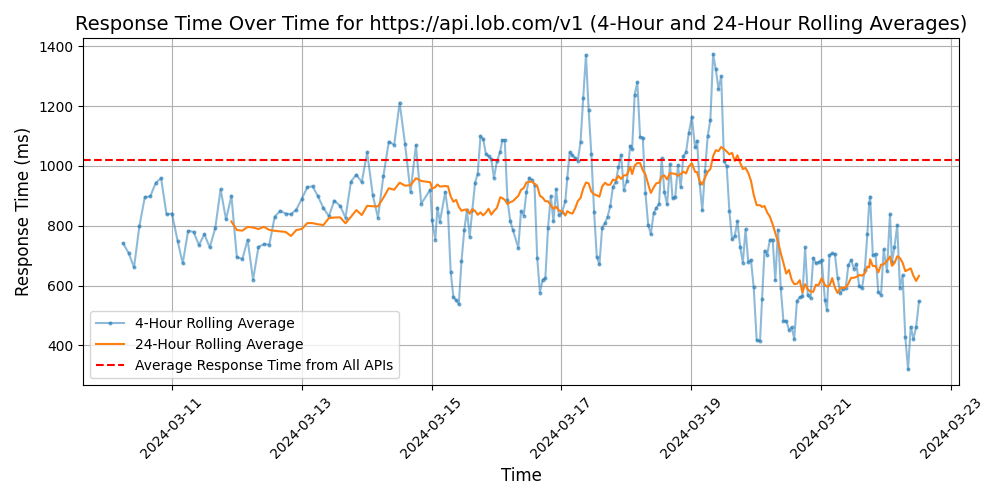 Response Time Over Time for https://api.lob.com/v1 (4-Hour and 24-Hour Rolling Averages)
Response Time (ms)
1400
1200
1000
800
600
400
4-Hour Rolling Average
24-Hour Rolling Average
Average Response Time from All APIs
2024-03-11
2024-03-13
2024-03-15
2024-03-17
2024-03-19
2024-03-21
2024-03-23
Time